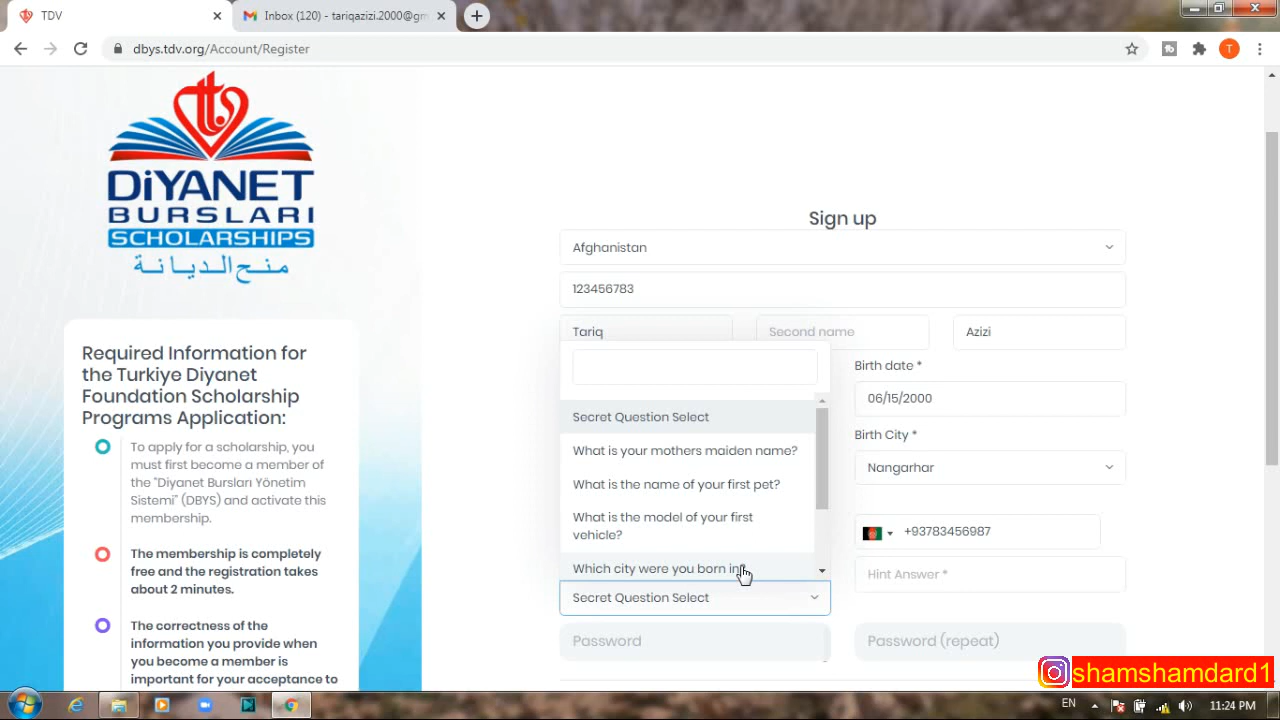 TDV
Inbox (120) - tariqazizi.2000@gm
dbys.tdv.org/Account/Register
T
DİYANET
BURSLARI
SCHOLARSHIPS
منح الديانة
Required Information for
the Turkiye Diyanet
Foundation Scholarship
Programs Application:
To apply for a scholarship, you
must first become a member of
the "Diyanet Bursları Yönetim
Sistemi" (DBYS) and activate this
membership.
The membership is completely
free and the registration takes
about 2 minutes.
The correctness of the
information you provide when
you become a member is
important for your acceptance to
Sign up
Afghanistan
123456783
Tariq
Second name
Azizi
Birth date *
06/15/2000
Birth City *
Nangarhar
+93783456987
Hint Answer *
Secret Question Select
What is your mothers maiden name?
What is the name of your first pet?
What is the model of your first
vehicle?
Which city were you born in?
Secret Question Select
Password
Password (repeat)
shamshamdard1
EN
11:24 PM